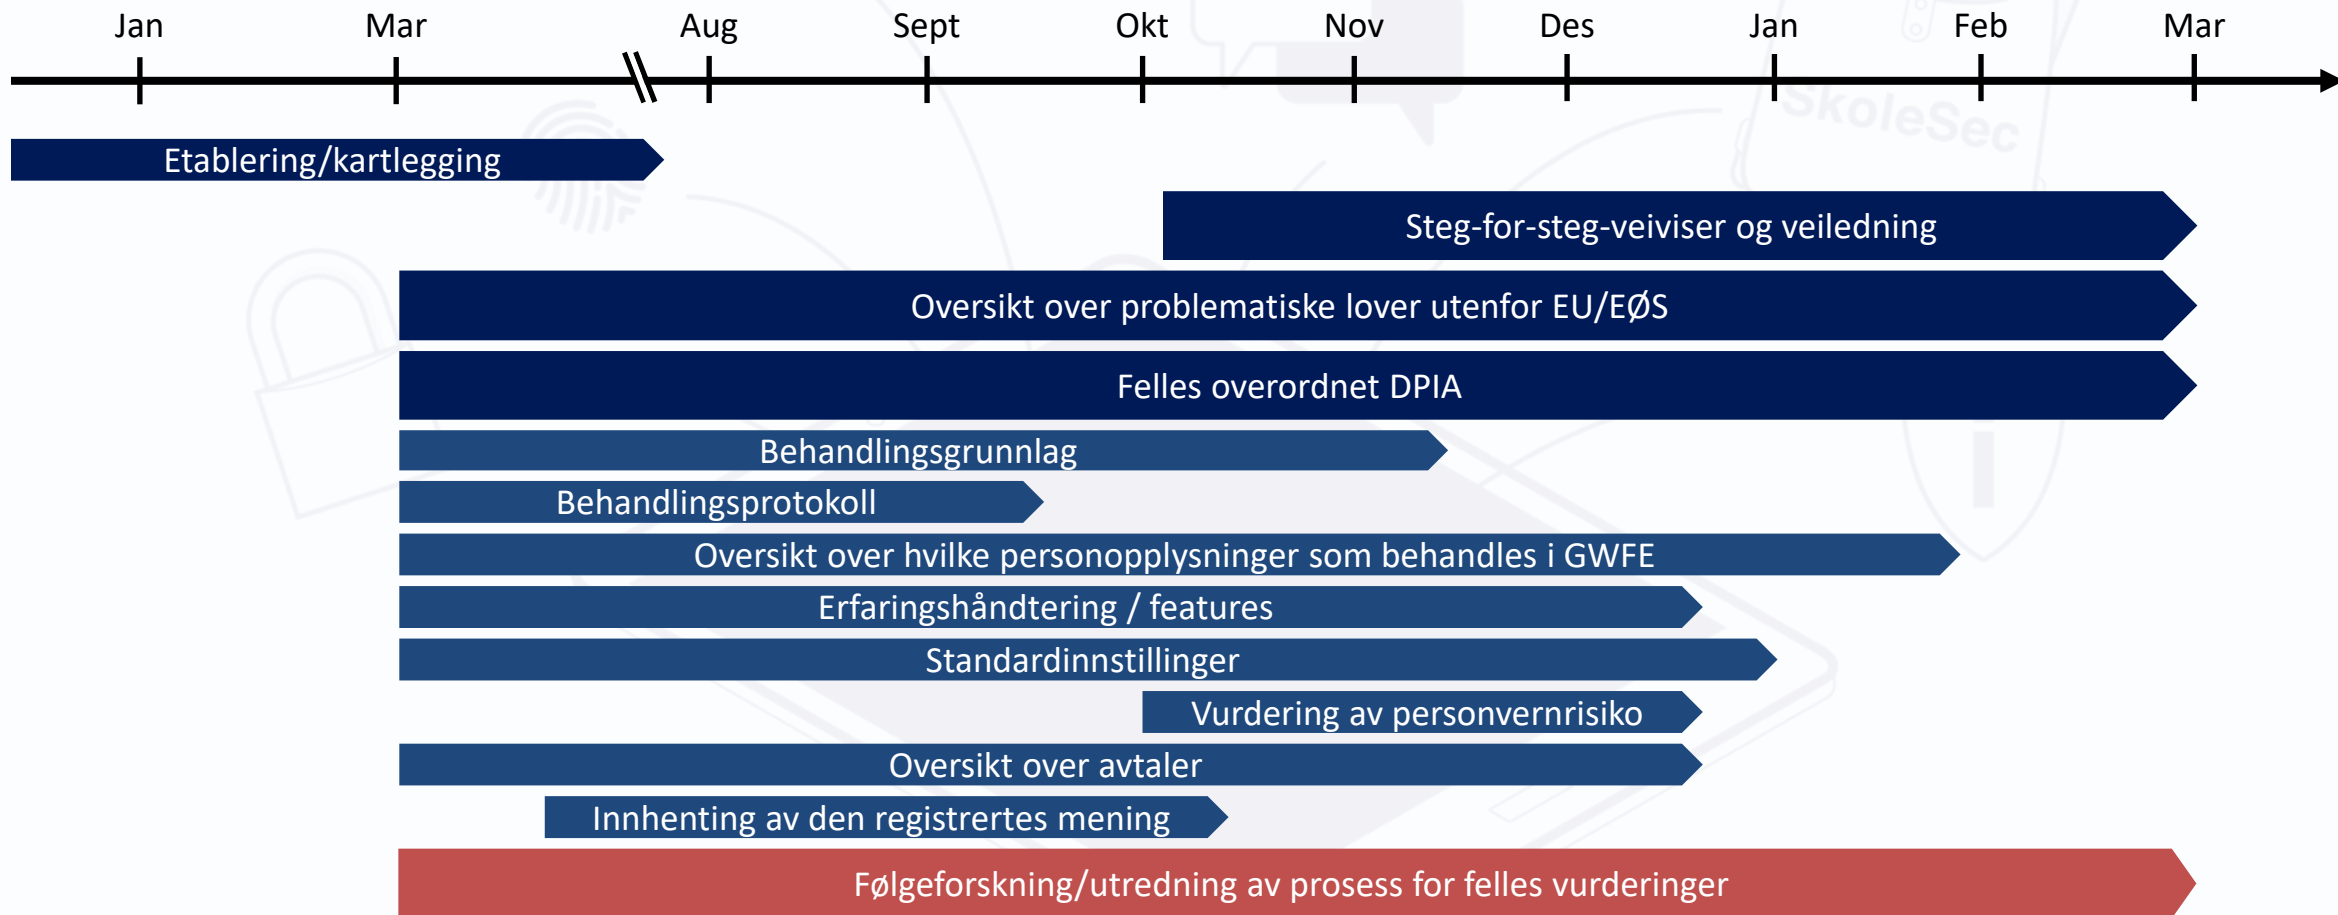 Jan Mar Aug Sept Okt Nov Des Jan Feb Mar
SkoleSec
Etablering/kartlegging
Steg-for-steg-veiviser og veiledning
Oversikt over problematiske lover utenfor EU/EØS
Felles overordnet DPIA
Behandlingsgrunnlag
Behandlingsprotokoll
Oversikt over hvilke personopplysninger som behandles i GWFE
Erfaringshåndtering / features
Standardinnstillinger
Vurdering av personvernrisiko
Oversikt over avtaler
Innhenting av den registrertes mening
Følgeforskning/utredning av prosess for felles vurderinger